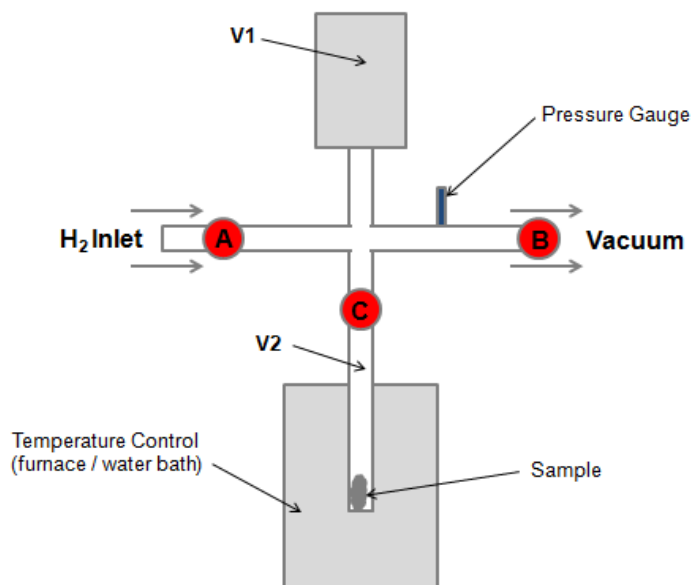 V1
Pressure Gauge
H₂ Inlet
A
B
Vacuum
C
V2
Temperature Control
(furnace / water bath)
Sample